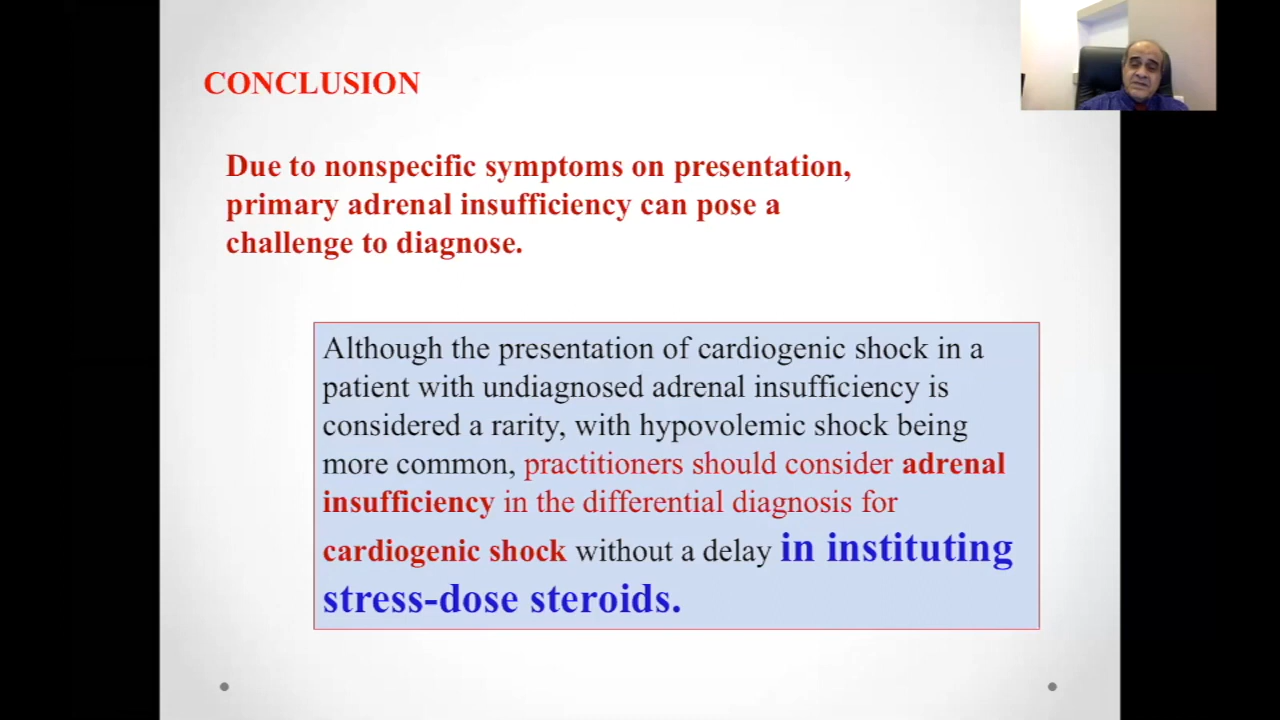 CONCLUSION
Due to nonspecific symptoms on presentation,
primary adrenal insufficiency can pose a
challenge to diagnose.
Although the presentation of cardiogenic shock in a
patient with undiagnosed adrenal insufficiency is
considered a rarity, with hypovolemic shock being
more common, practitioners should consider adrenal
insufficiency in the differential diagnosis for
cardiogenic shock without a delay in instituting
stress-dose steroids.